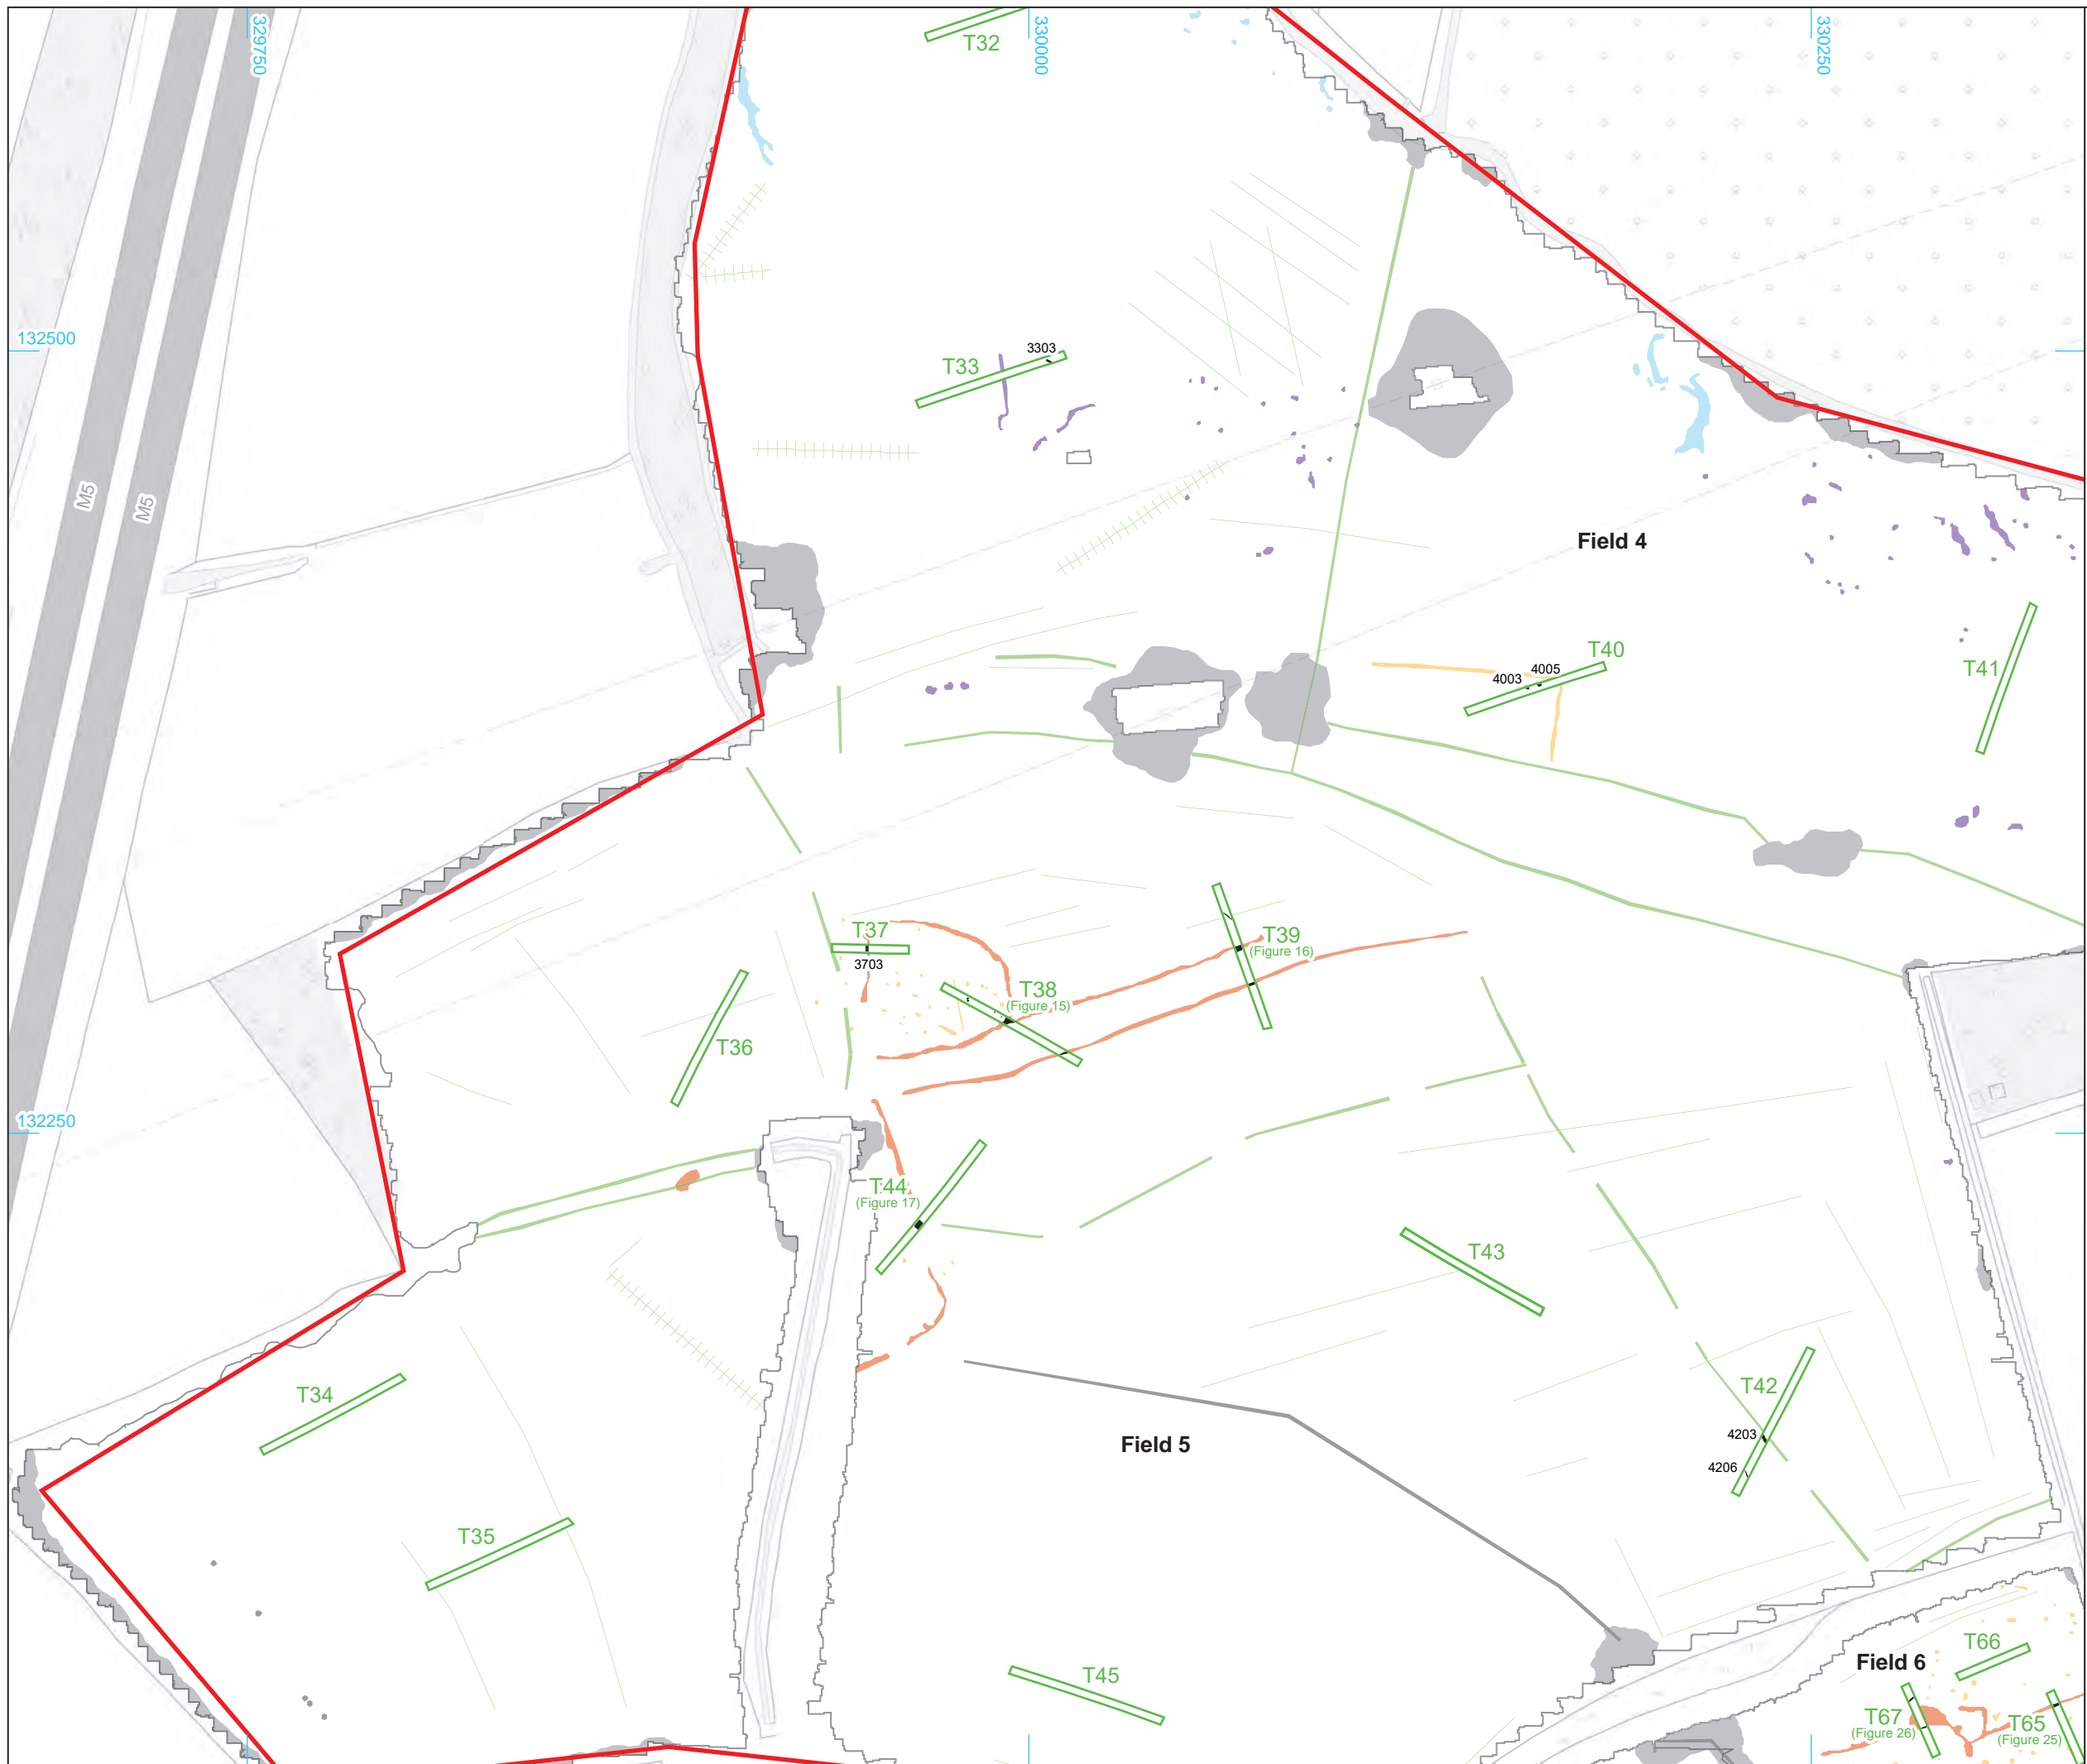 329750
330000
330250
T32
132500
T33
3303
M5
M5
Field 4
T40
4005
4003
T41
T37
3703
T39
(Figure 16)
T38
(Figure 15)
T36
132250
T44
(Figure 17)
T43
T42
4203
4206
T34
Field 5
T35
T45
T66
Field 6
T67
(Figure 26)
T65
(Figure 25)